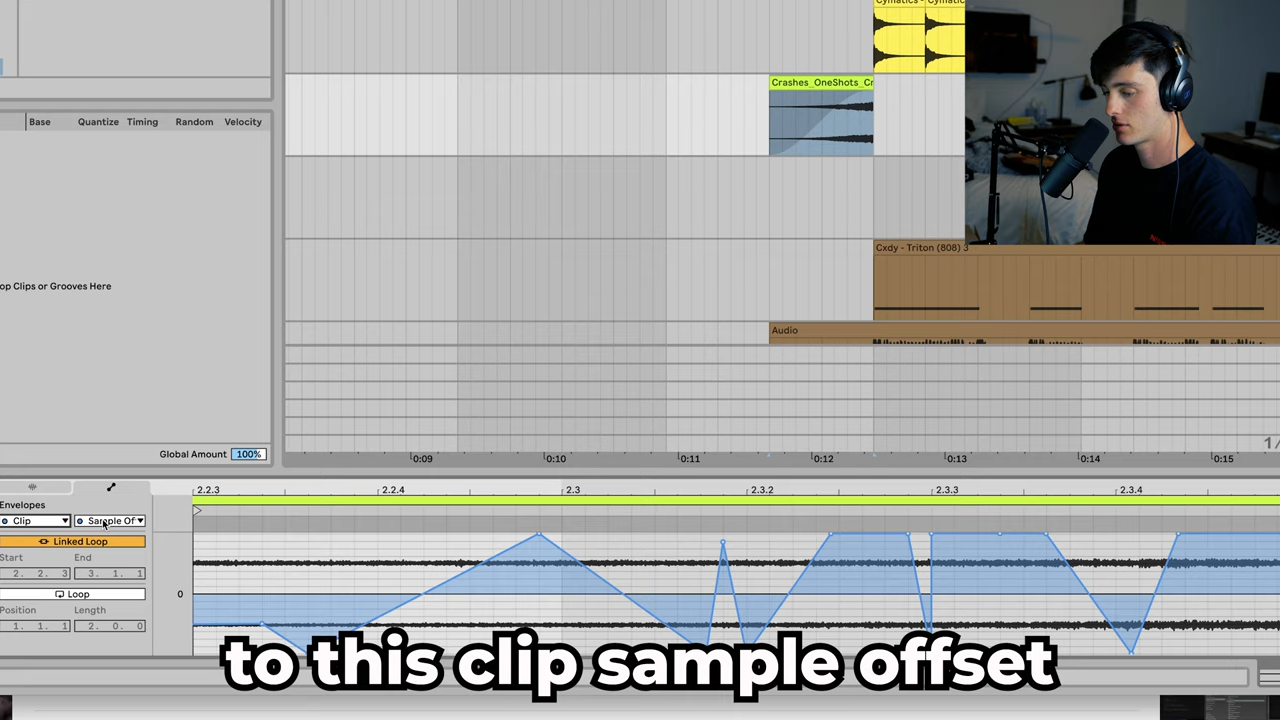 Cymatics - Cymatic
Crashes_OneShots_Cr
Base Quantize Timing Random Velocity
op Clips or Grooves Here
Cxdy - Triton (808) 3
Audio
Global Amount 100%
0:09 0:10 0:11 0:12 0:13 0:14 0:15
1/
2.2.3 2.2.4 2.3 2.3.2 2.3.3 2.3.4
Envelopes
Clip Sample Of
Linked Loop
Start End
2. 2. 3 3. 1. 1
0
Loop
Position Length
1. 1. 1 2. 0. 0
to this clip sample offset